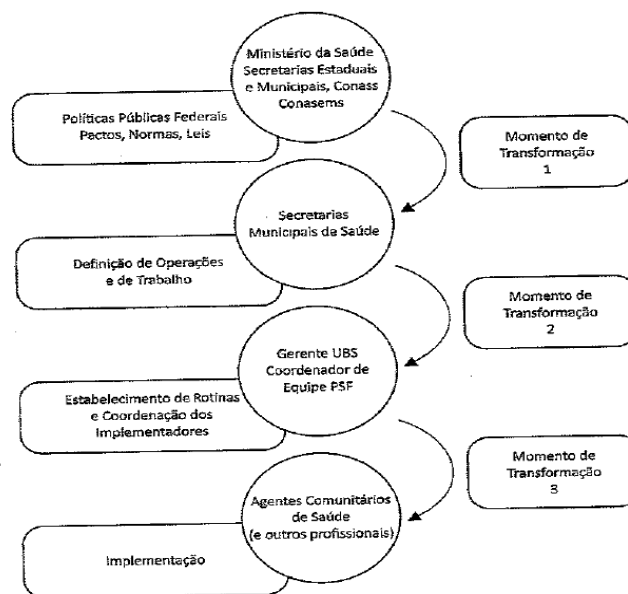 Ministério da Saúde
Secretarias Estaduais
e Municipais, Conass
Conasems
Políticas Públicas Federais
Pactos, Normas, Leis
Momento de
Transformação
1
Secretarias
Municipais da Saúde
Definição de Operações
e de Trabalho
Momento de
Transformação
2
Gerente UBS
Coordenador de
Equipe PSF
Estabelecimento de Rotinas
e Coordenação dos
Implementadores
Momento de
Transformação
3
Agentes Comunitários
de Saúde
(e outros profissionais)
Implementação